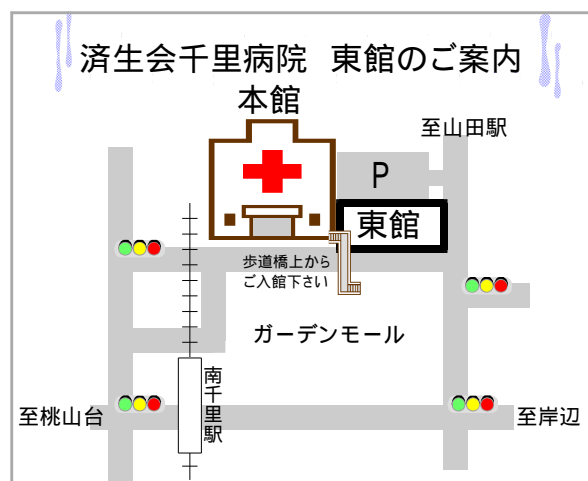 済生会千里病院 東館のご案内
本館
至山田駅
P
東館
歩道橋上から
ご入館下さい
ガーデンモール
南千里駅
至桃山台
至岸辺